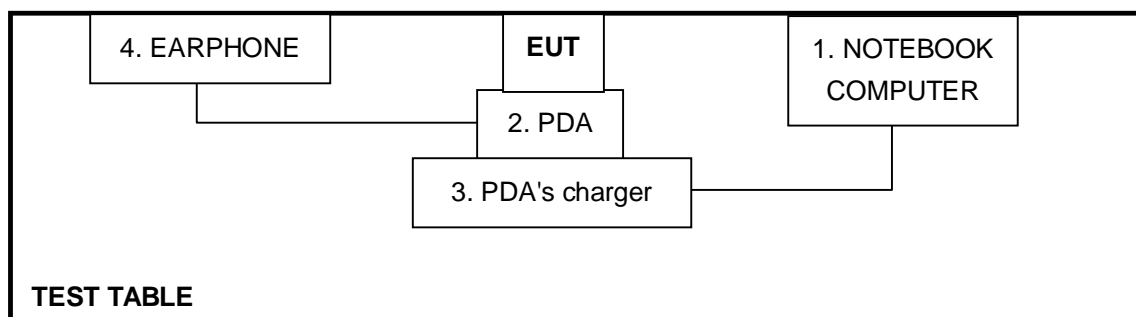 4. EARPHONE
EUT
1. NOTEBOOK
COMPUTER
2. PDA
3. PDA's charger
TEST TABLE